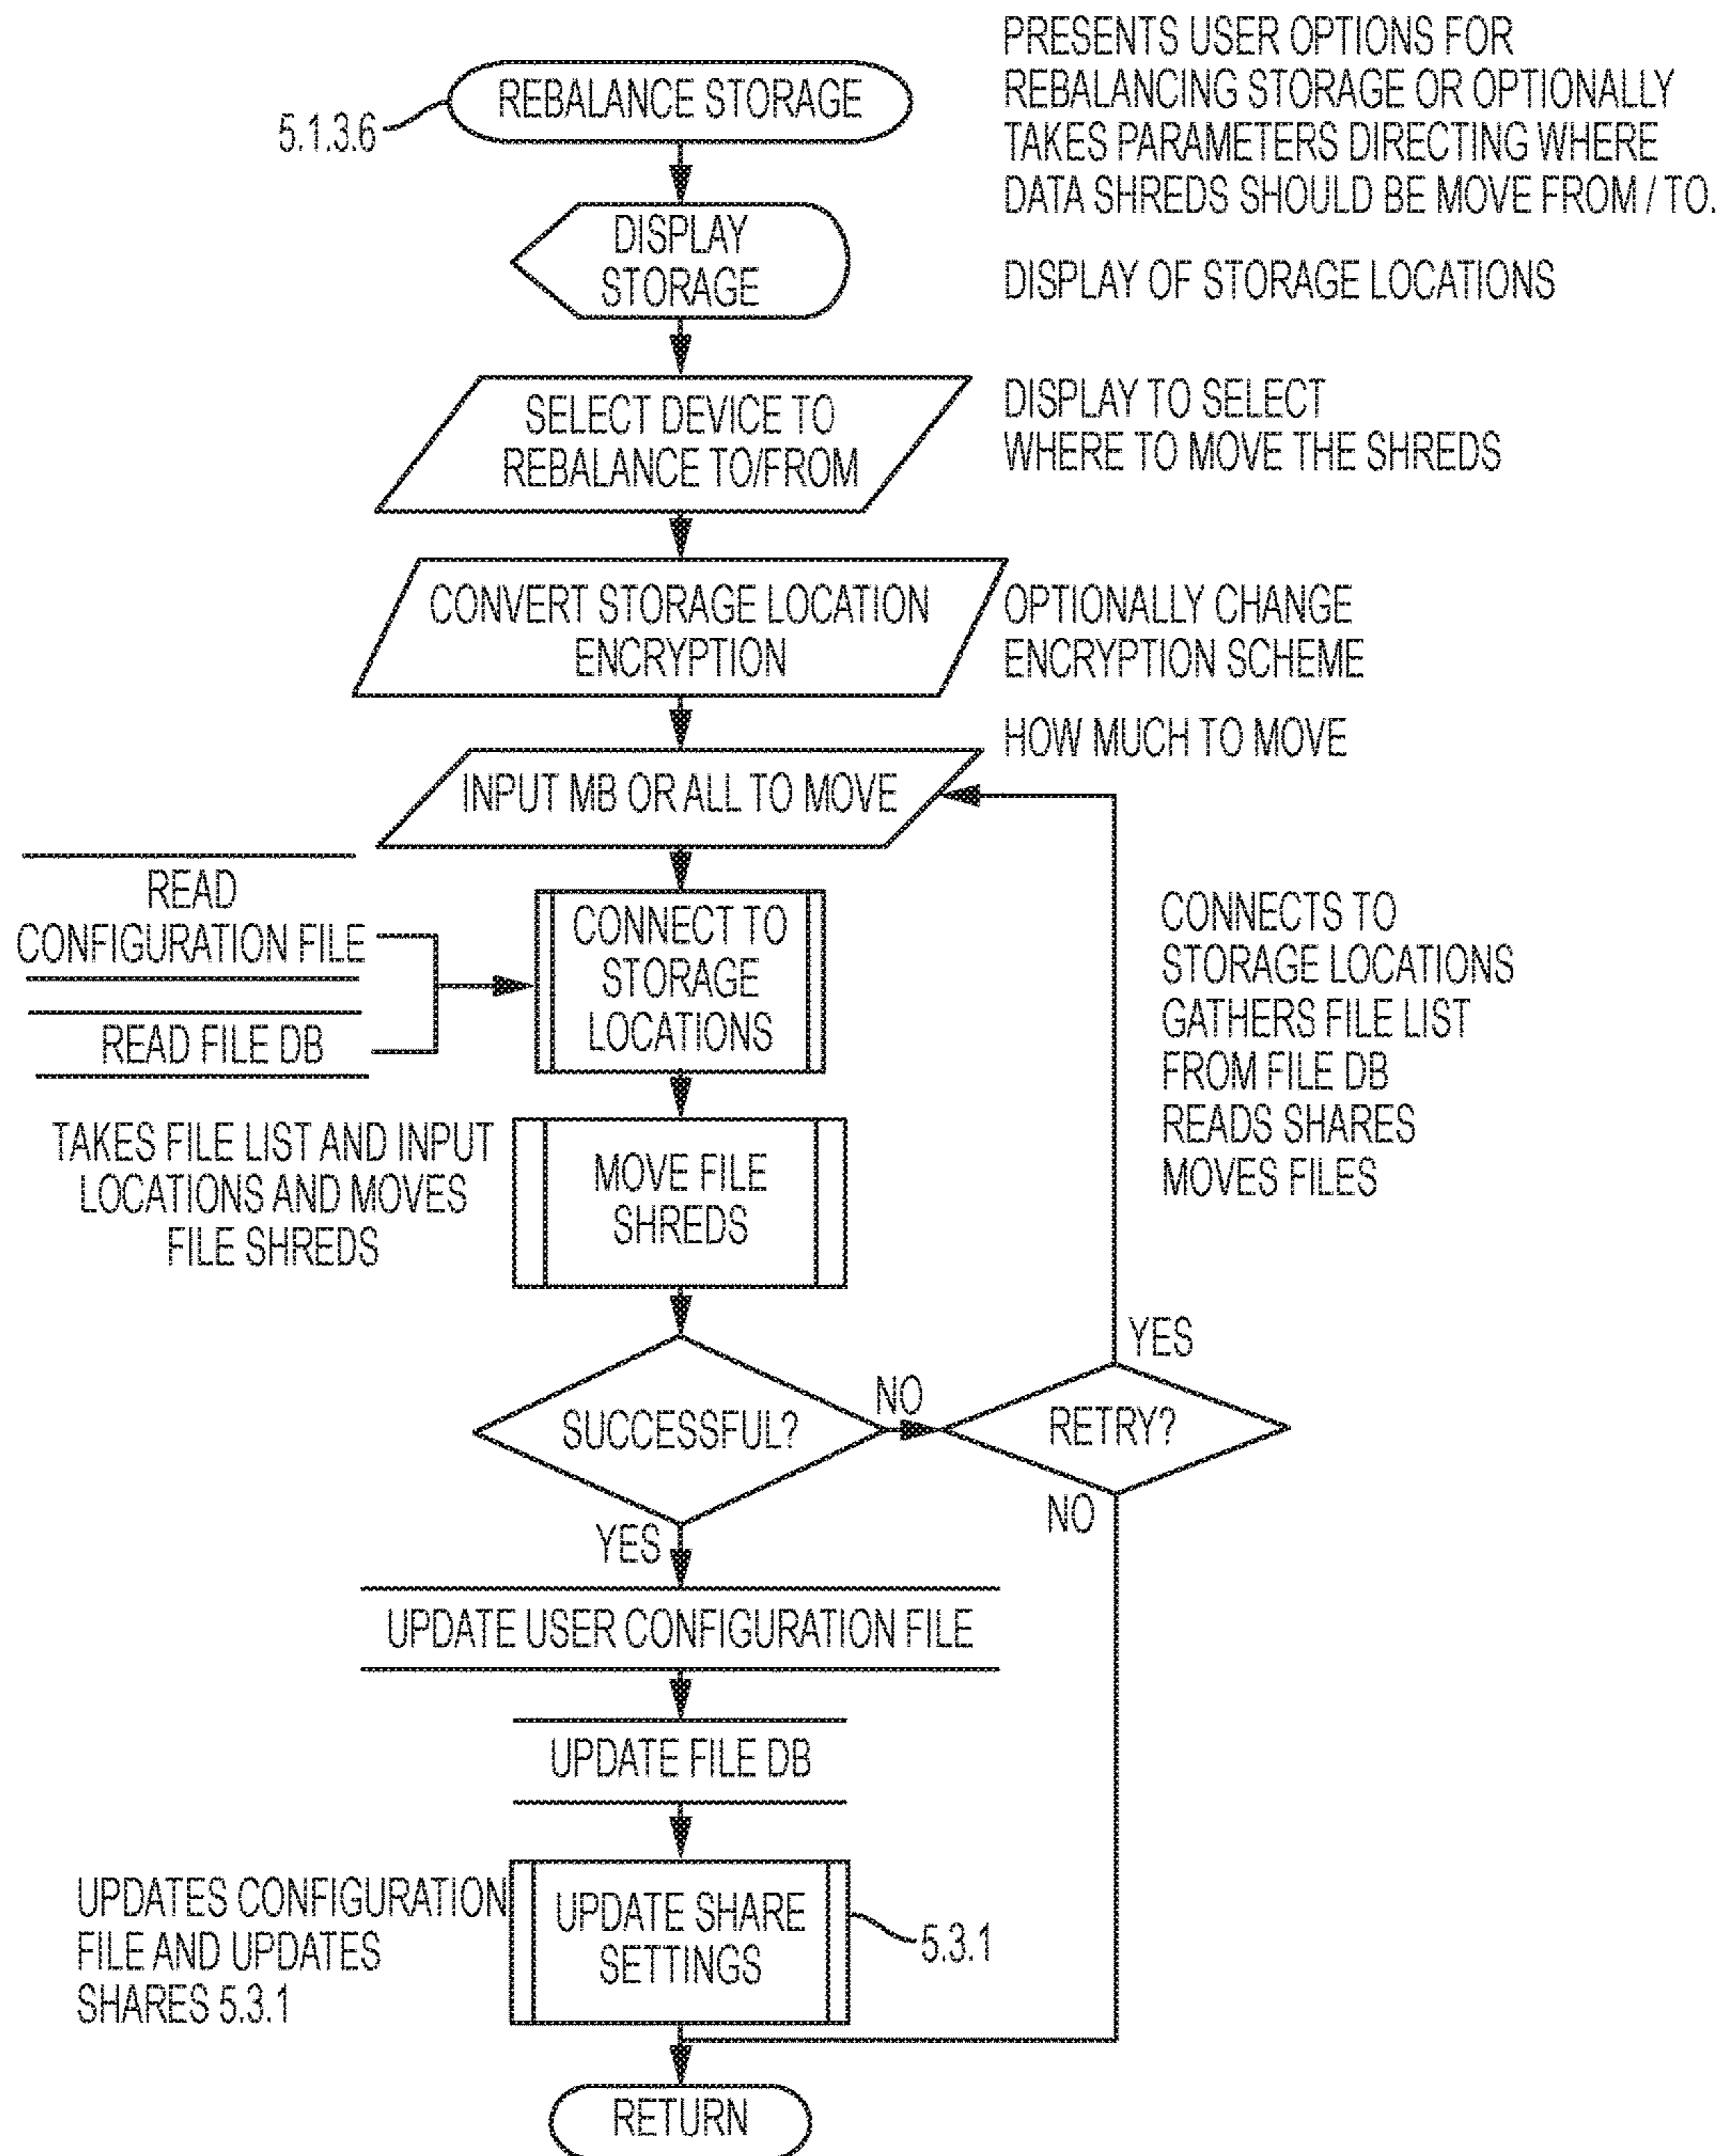 PRESENTS USER OPTIONS FOR
REBALANCING STORAGE OR OPTIONALLY
TAKES PARAMETERS DIRECTING WHERE
DATA SHREDS SHOULD BE MOVE FROM / TO.
REBALANCE STORAGE
5.1.3.6
DISPLAY
STORAGE
DISPLAY OF STORAGE LOCATIONS
SELECT DEVICE TO
REBALANCE TO/FROM
DISPLAY TO SELECT
WHERE TO MOVE THE SHREDS
CONVERT STORAGE LOCATION
ENCRYPTION
OPTIONALLY CHANGE
ENCRYPTION SCHEME
HOW MUCH TO MOVE
INPUT MB OR ALL TO MOVE
READ
CONFIGURATION FILE
READ FILE DB
CONNECT TO
STORAGE
LOCATIONS
CONNECTS TO
STORAGE LOCATIONS
GATHERS FILE LIST
FROM FILE DB
READS SHARES
MOVES FILES
TAKES FILE LIST AND INPUT
LOCATIONS AND MOVES
FILE SHREDS
MOVE FILE
SHREDS
SUCCESSFUL?
NO
RETRY?
YES
NO
YES
UPDATE USER CONFIGURATION FILE
UPDATE FILE DB
UPDATES CONFIGURATION
FILE AND UPDATES
SHARES 5.3.1
UPDATE SHARE
SETTINGS
5.3.1
RETURN